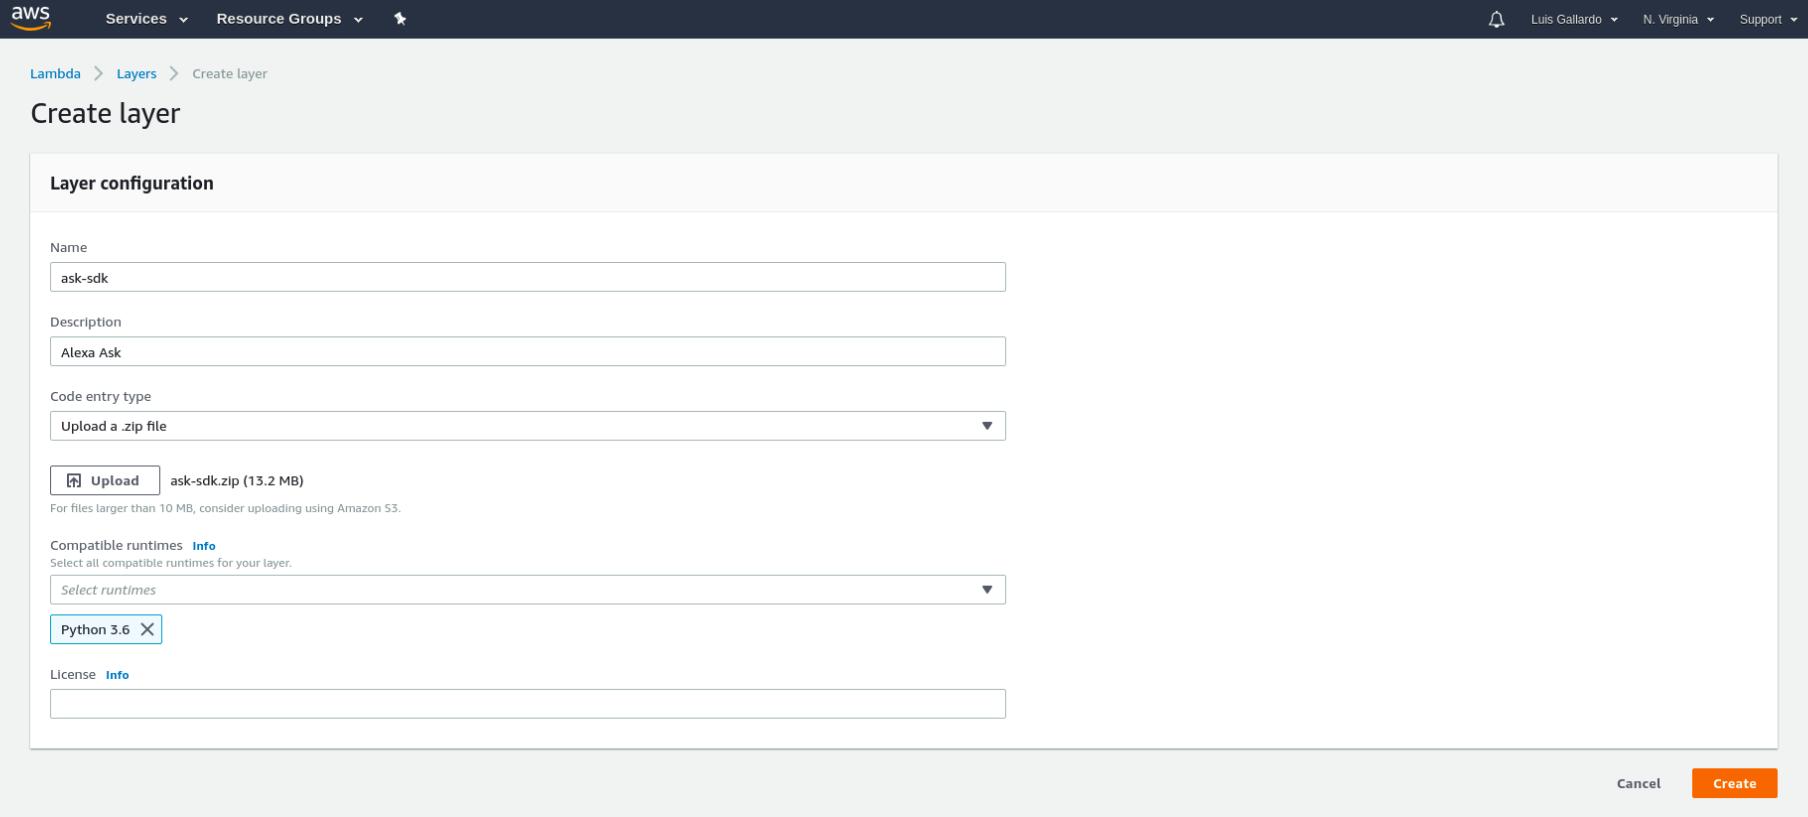 aws Services Resource Groups Luis Gallardo N. Virginia Support
Lambda Layers Create layer
Create layer
Layer configuration
Name
ask-sdk
Description
Alexa Ask
Code entry type
Upload a .zip file
Upload ask-sdk.zip (13.2 MB)
For files larger than 10 MB, consider uploading using Amazon S3.
Compatible runtimes Info
Select all compatible runtimes for your layer.
Select runtimes
Python 3.6
License Info
Cancel Create